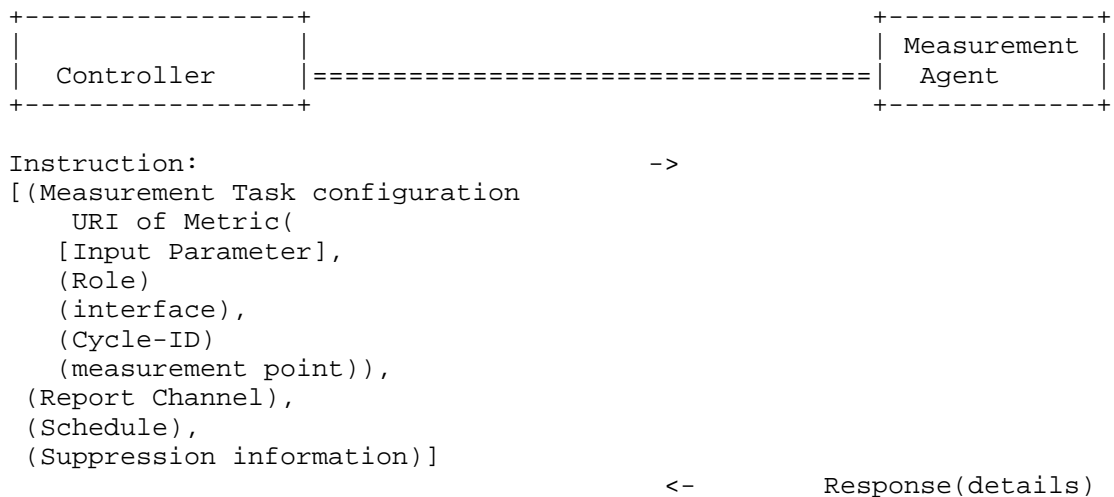 +-----------------+                                   +-------------+
|                 |                                   | Measurement |
|   Controller    |===================================|  Agent      |
+-----------------+                                   +-------------+

Instruction:                            ->
[(Measurement Task configuration
    URI of Metric(
   [Input Parameter],
   (Role)
   (interface),
   (Cycle-ID)
   (measurement point)),
 (Report Channel),
 (Schedule),
 (Suppression information)]
                                         <-        Response(details)